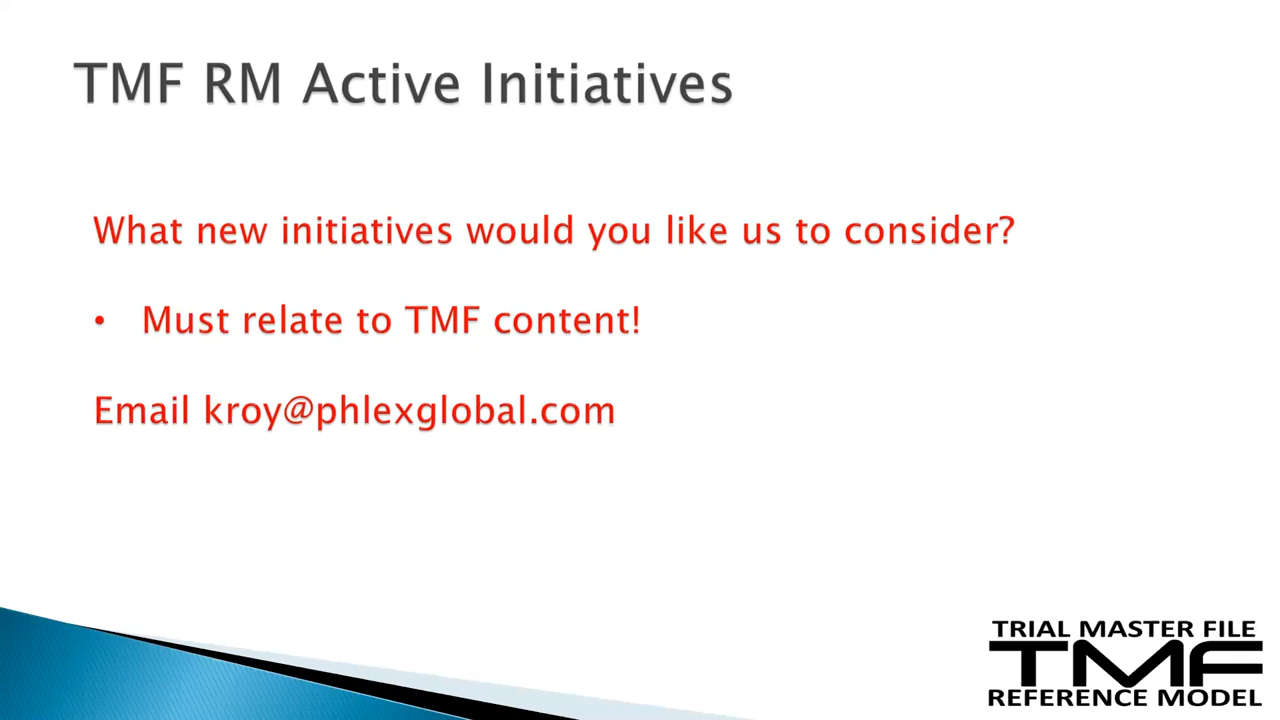 TMF RM Active Initiatives
What new initiatives would you like us to consider?
• Must relate to TMF content!
Email kroy@phlexglobal.com
TRIAL MASTER FILE
TMF
REFERENCE MODEL